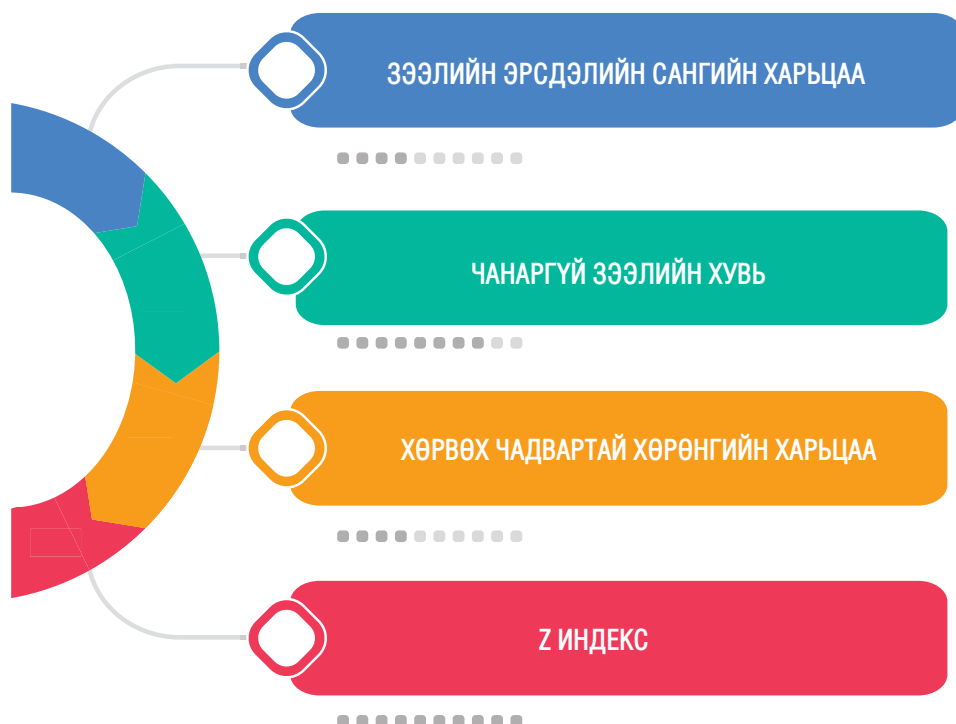 ЗЭЭЛИЙН ЭРСДЭЛИЙН САНГИЙН ХАРЬЦАА
ЧАНАРГҮЙ ЗЭЭЛИЙН ХУВЬ
ХӨРВӨХ ЧАДВАРТАЙ ХӨРӨНГИЙН ХАРЬЦАА
Z ИНДЕКС